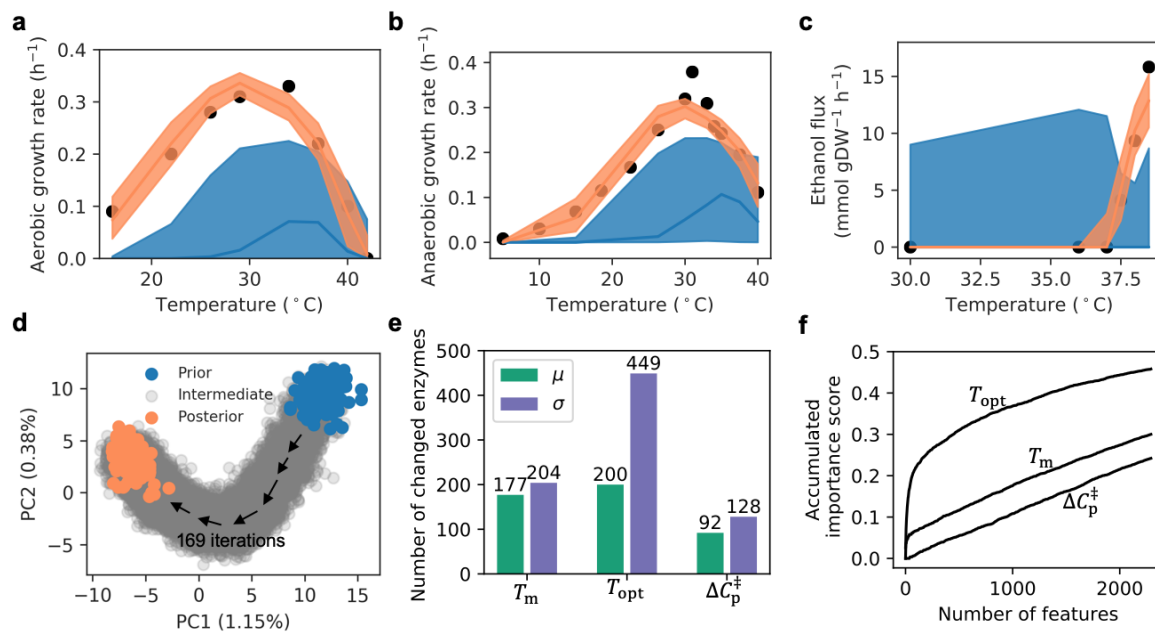 a
Aerobic growth rate (h⁻¹)
0.4
0.3
0.2
0.1
0.0
20
30
40
Temperature (°C)
b
Anaerobic growth rate (h⁻¹)
0.4
0.3
0.2
0.1
0.0
5
10
20
30
40
Temperature (°C)
c
Ethanol flux
(mmol gDW⁻¹ h⁻¹)
15
10
5
0
30.0
32.5
35.0
37.5
Temperature (°C)
d
Prior
Intermediate
Posterior
169 iterations
PC2 (0.38%)
10
5
0
−5
−10
−5
0
5
10
15
PC1 (1.15%)
e
Number of changed enzymes
500
400
300
200
100
0
μ
σ
177
204
200
449
92
128
Tm
Topt
ΔCp‡
f
Accumulated
importance score
0.5
0.4
0.3
0.2
0.1
0.0
Topt
Tm
ΔCp‡
0
1000
2000
Number of features